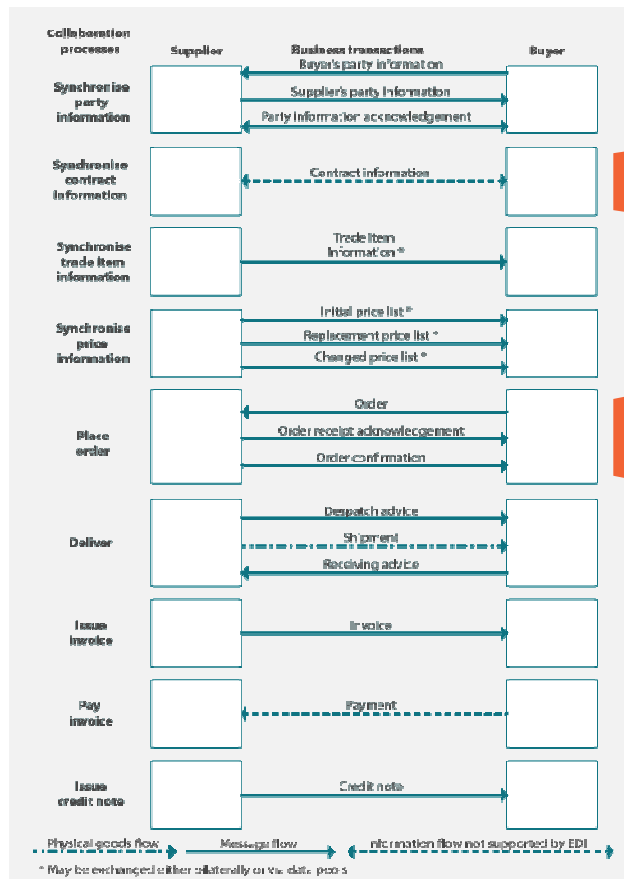 Collaboration
processes
Supplier
Business transactions
Buyer
Synchronise
party
information
Buyer's party information
Supplier's party information
Party information acknowledgement
Synchronise
contract
information
Contract information
Synchronise
trade item
information
Trade Item
Information *
Synchronise
price
information
Initial price list *
Replacement price list *
Changed price list *
Place
order
Order
Order receipt acknowledgement
Order confirmation
Deliver
Despatch advice
Shipment
Receiving advice
Issue
invoice
Invoice
Pay
invoice
Payment
Issue
credit note
Credit note
Physical goods flow
Message flow
Information flow not supported by EDI
* May be exchanged either bilaterally or via data pools